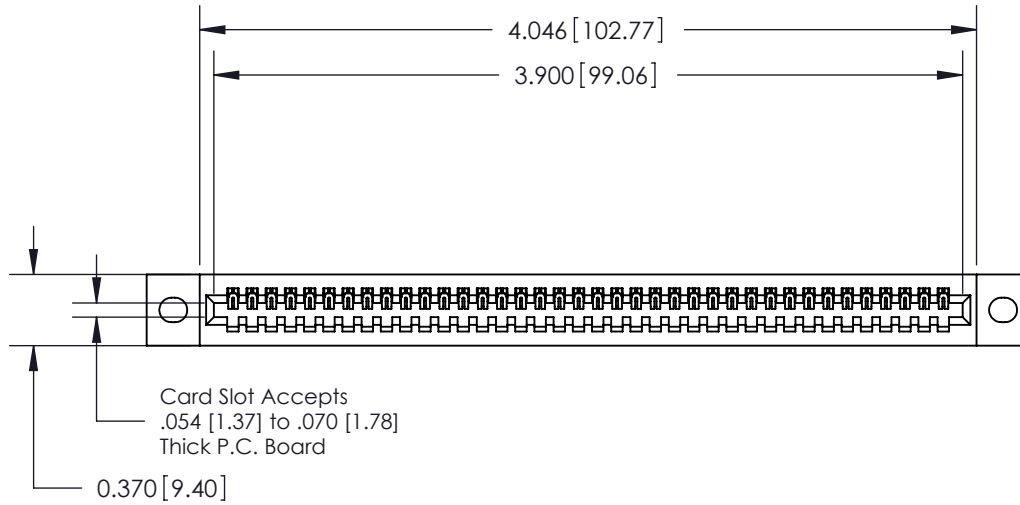 4.046[102.77]
3.900[99.06]
Card Slot Accepts
.054 [1.37] to .070 [1.78]
Thick P.C. Board
0.370[9.40]